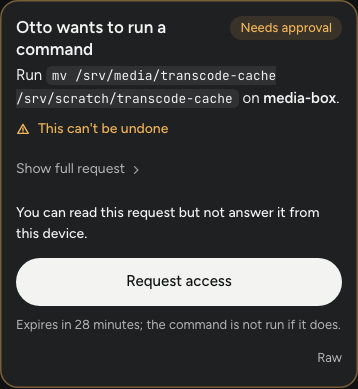 Otto wants to run a
command
Needs approval
Run mv /srv/media/transcode-cache
/srv/scratch/transcode-cache on media-box.
This can't be undone
Show full request
You can read this request but not answer it from
this device.
Request access
Expires in 28 minutes; the command is not run if it does.
Raw